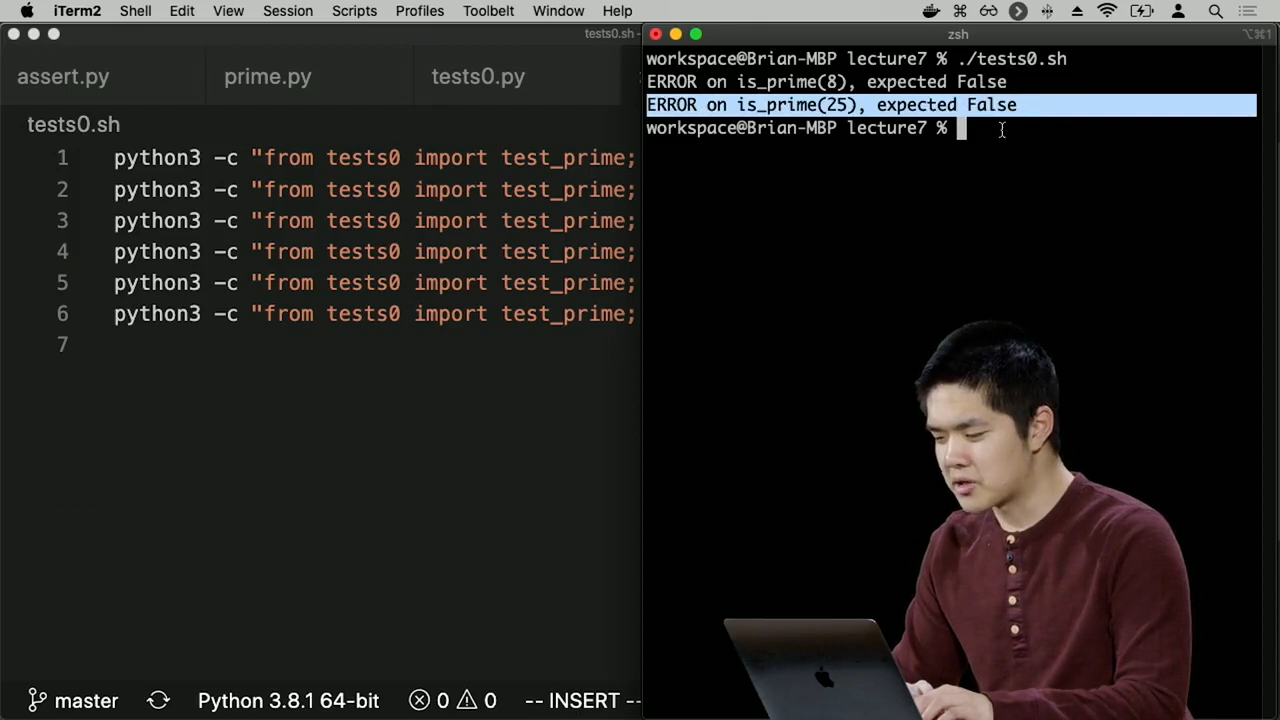 iTerm2 Shell Edit View Session Scripts Profiles Toolbelt Window Help
tests0.sh —
zsh
⌥⌘1
assert.py prime.py tests0.py
tests0.sh
1 python3 -c "from tests0 import test_prime;
2 python3 -c "from tests0 import test_prime;
3 python3 -c "from tests0 import test_prime;
4 python3 -c "from tests0 import test_prime;
5 python3 -c "from tests0 import test_prime;
6 python3 -c "from tests0 import test_prime;
7
workspace@Brian-MBP lecture7 % ./tests0.sh
ERROR on is_prime(8), expected False
ERROR on is_prime(25), expected False
workspace@Brian-MBP lecture7 %
master Python 3.8.1 64-bit 0 0 -- INSERT --